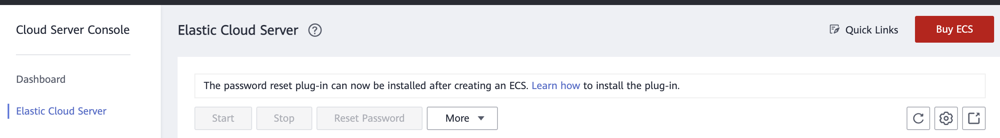 Cloud Server Console
Dashboard
Elastic Cloud Server
Elastic Cloud Server ?
Quick Links
Buy ECS
The password reset plug-in can now be installed after creating an ECS. Learn how to install the plug-in.
Start
Stop
Reset Password
More